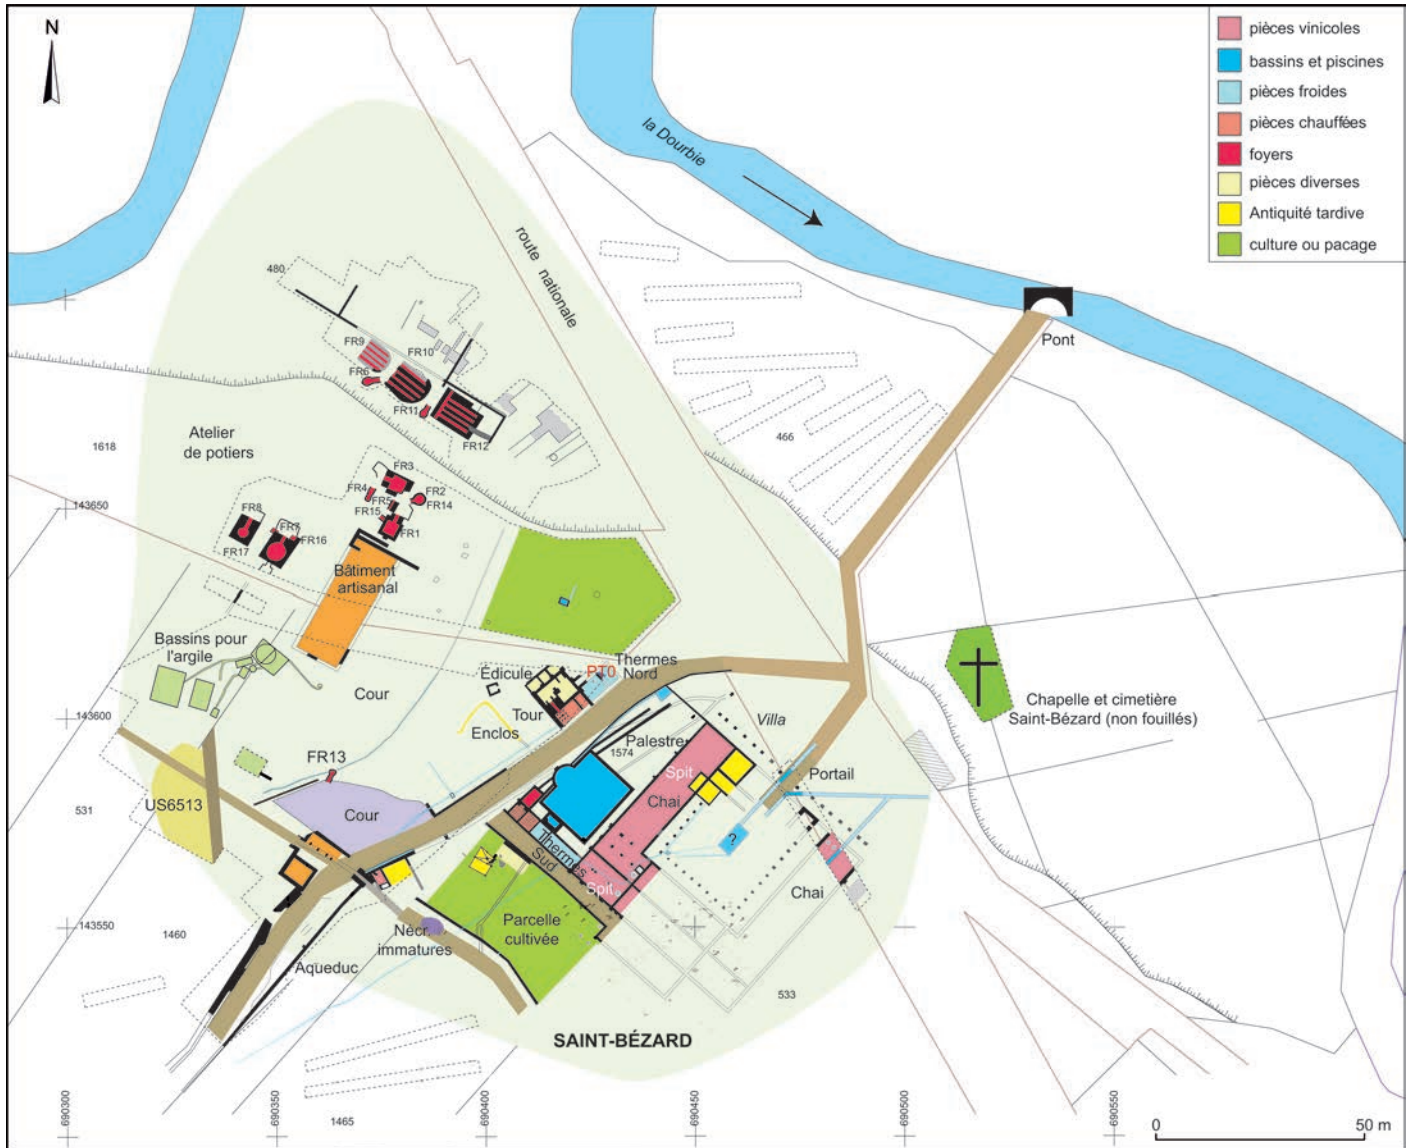 N
pièces vinicoles
bassins et piscines
pièces froides
pièces chauffées
foyers
pièces diverses
Antiquité tardive
culture ou pacage
la Dourbie
route nationale
480
FR9
FR10
FR6
FR11
FR12
Pont
466
1618
Atelier
de potiers
FR3
FR4
FR2
FR5
FR14
FR15
FR1
143650
FR8
FR7
FR16
FR17
Bâtiment
artisanal
Bassins pour
l'argile
Cour
Édicule
PT0
Thermes
Nord
Tour
Enclos
Chapelle et cimetière
Saint-Bézard (non fouillés)
143600
Villa
Palestre
1574
FR13
Spit
Portail
US6513
Chai
531
Cour
?
Thermes
Sud
Spit
Chai
143550
1460
Nécr.
immatures
Parcelle
cultivée
Aqueduc
533
SAINT-BÉZARD
690300
690350
690400
690450
690500
690550
1465
0
50 m